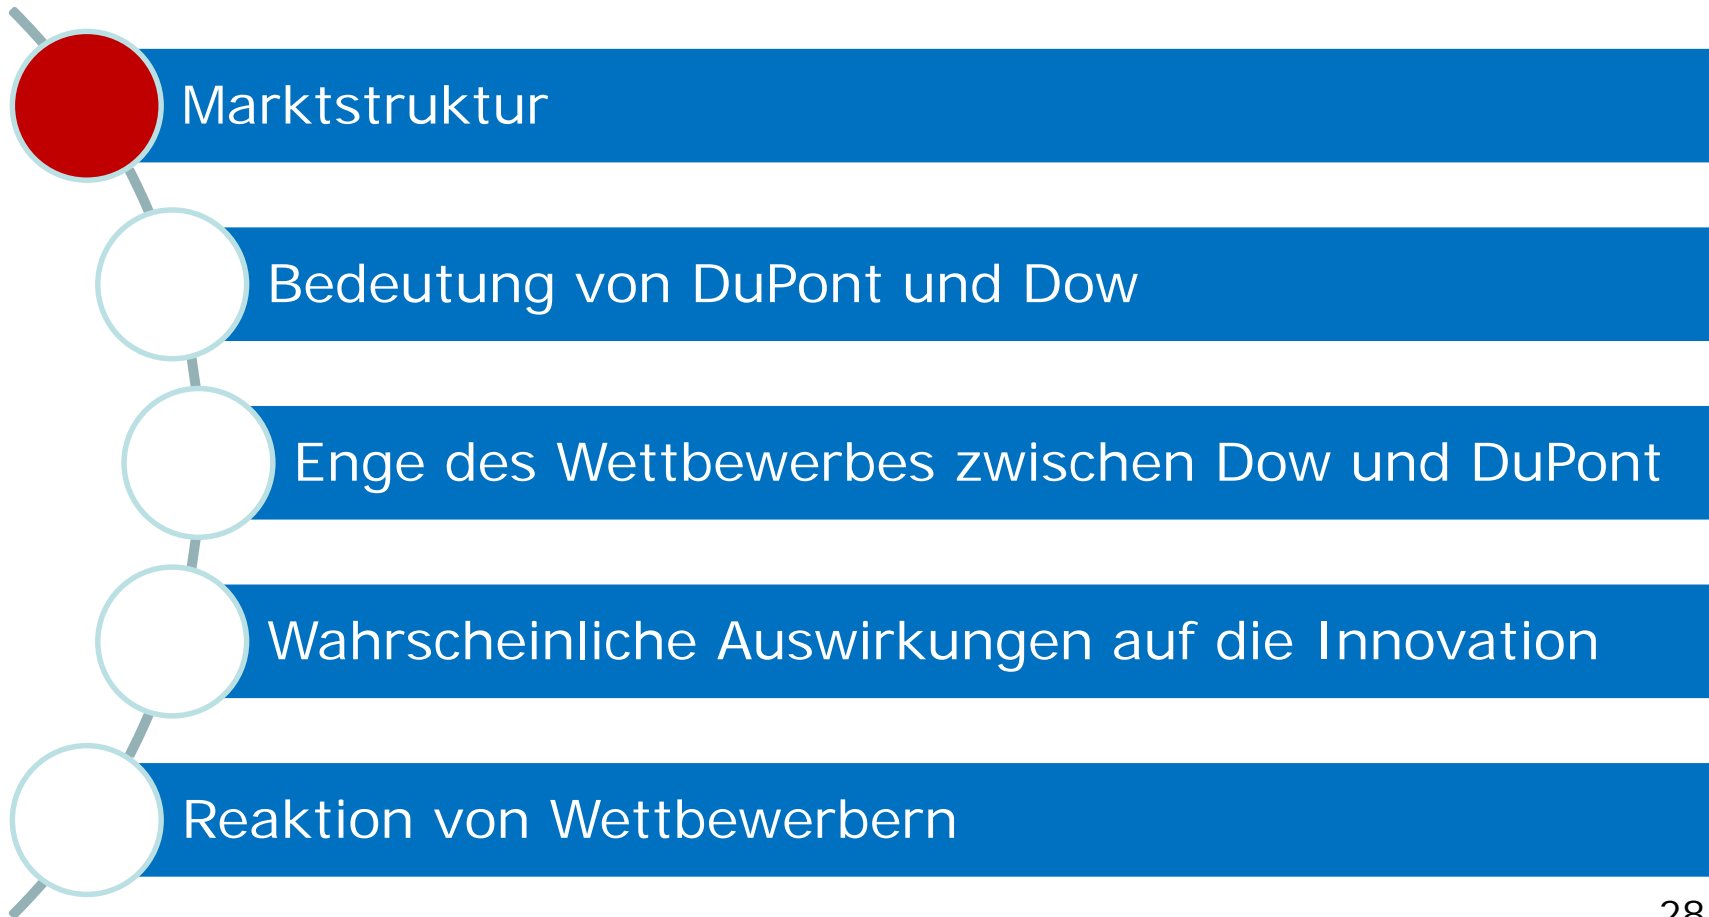 Marktstruktur
Bedeutung von DuPont und Dow
Enge des Wettbewerbes zwischen Dow und DuPont
Wahrscheinliche Auswirkungen auf die Innovation
Reaktion von Wettbewerbern
28